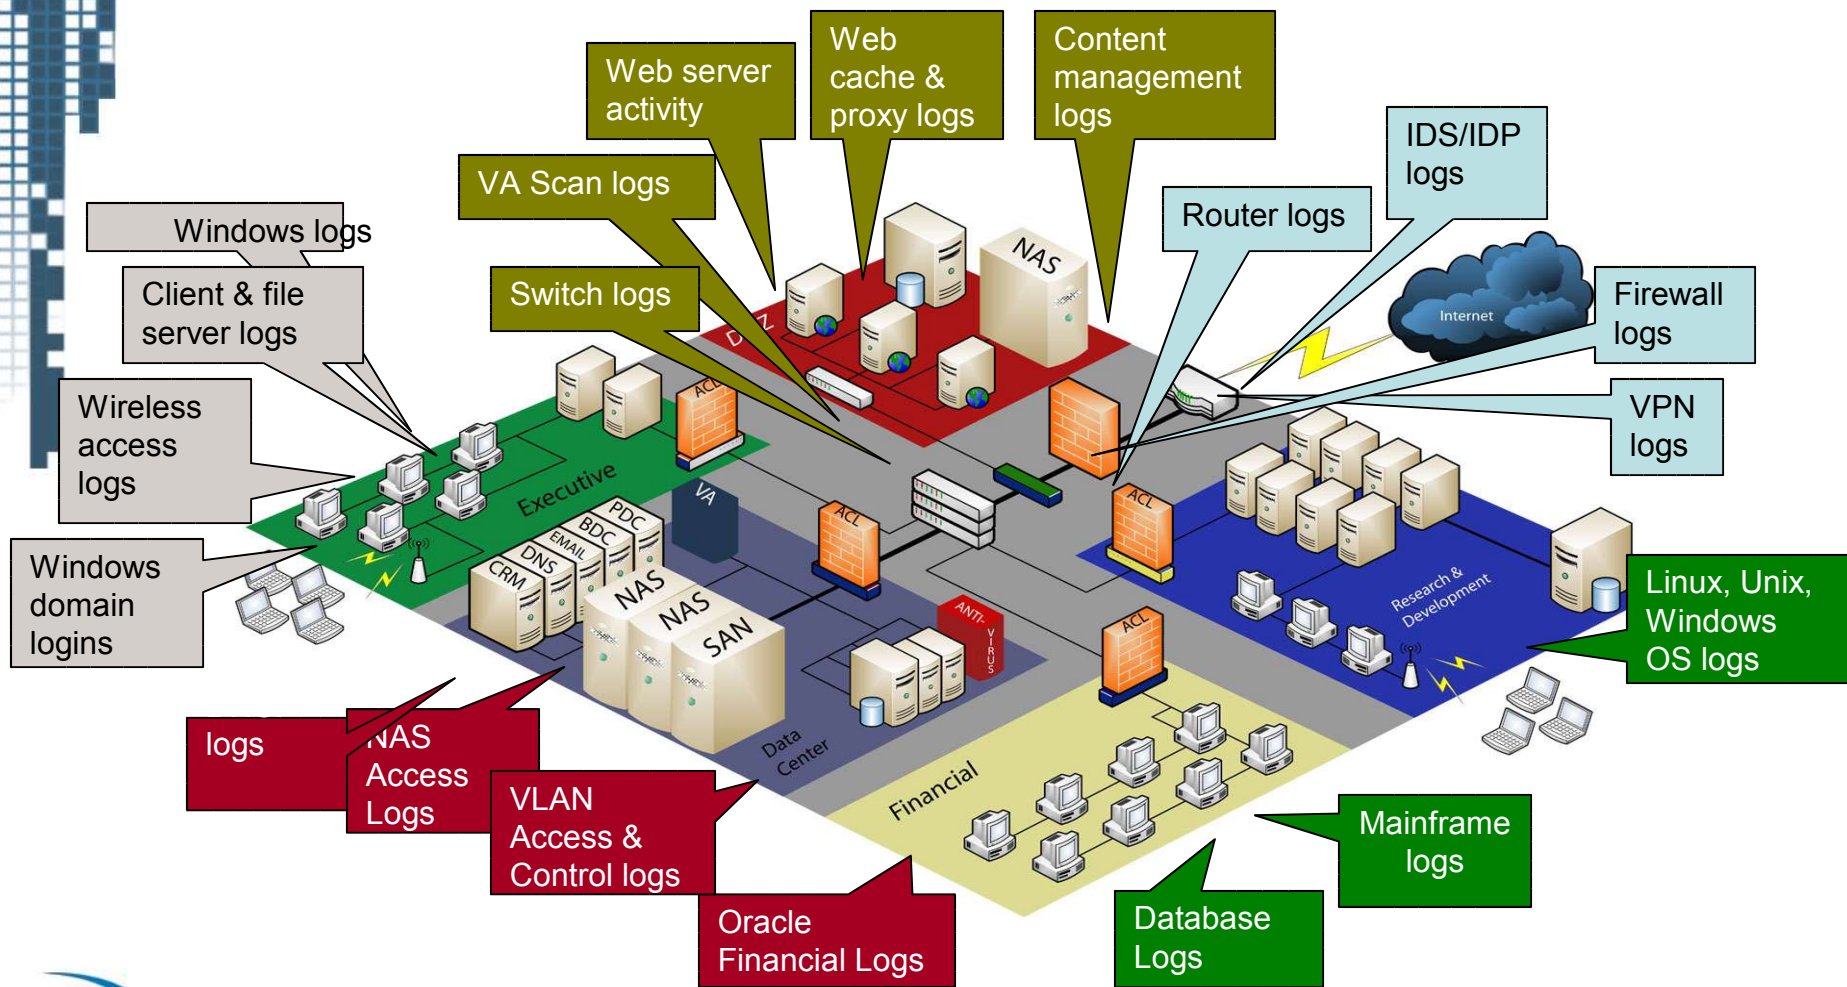 Web
cache &
proxy logs
Content
management
logs
Web server
activity
IDS/IDP
logs
VA Scan logs
Router logs
Windows logs
Client & file
server logs
Switch logs
NAS
Internet
Firewall
logs
D
Z
ACL
Wireless
access
logs
VPN
logs
Executive
VA
ACL
ACL
PDC
BDC
EMAIL
DNS
CRM
Windows
domain
logins
NAS
NAS
SAN
ANTI-
VIRUS
ACL
Research &
Development
Linux, Unix,
Windows
OS logs
logs
NAS
Access
Logs
Data
Center
Financial
VLAN
Access &
Control logs
Mainframe
logs
Oracle
Financial Logs
Database
Logs